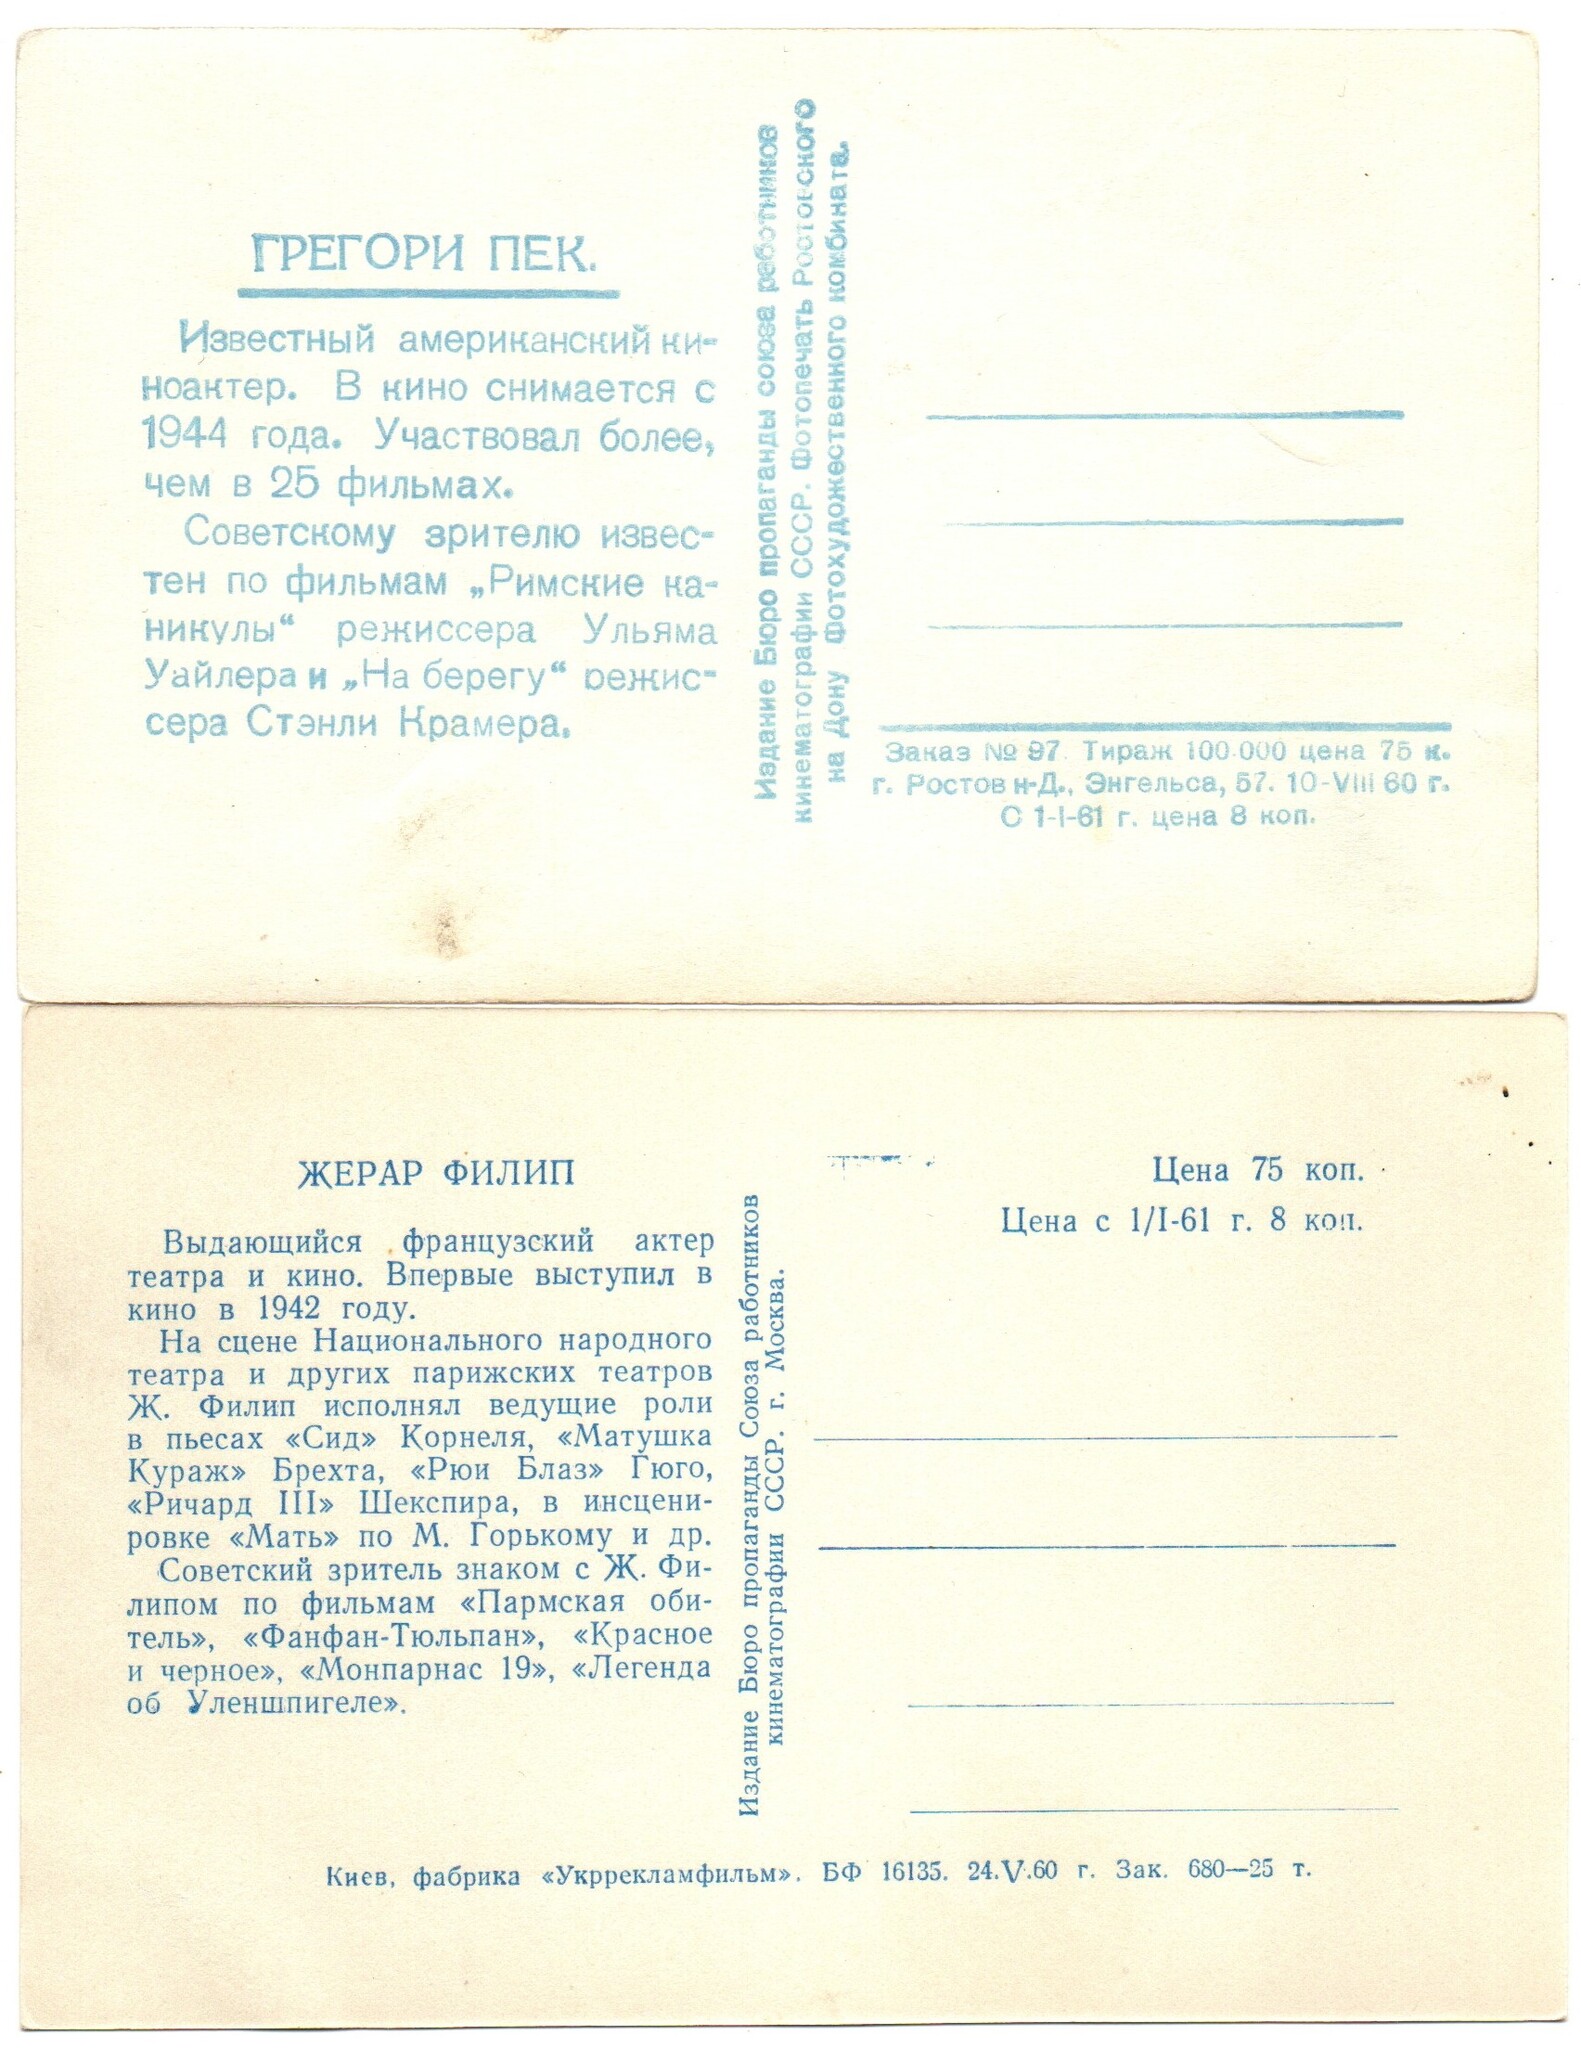 ГРЕГОРИ ПЕК.
Известный американский ки-
ноактер. В кино снимается с
1944 года. Участвовал более,
чем в 25 фильмах.
Советскому зрителю извес-
тен по фильмам „Римские ка-
никулы“ режиссера Ульяма
Уайлера и „На берегу“ режис-
сера Стэнли Крамера.
Издание Бюро пропаганды союза работников
кинематографии СССР. Фотопечать Ростовского
на Дону Фотохудожественного комбината.
Заказ № 97. Тираж 100.000 цена 75 к.
г. Ростов н-Д., Энгельса, 57. 10-VIII 60 г.
С 1-I-61 г. цена 8 коп.
ЖЕРАР ФИЛИП
Выдающийся французский актер
театра и кино. Впервые выступил в
кино в 1942 году.
На сцене Национального народного
театра и других парижских театров
Ж. Филип исполнял ведущие роли
в пьесах «Сид» Корнеля, «Матушка
Кураж» Брехта, «Рюи Блаз» Гюго,
«Ричард III» Шекспира, в инсцени-
ровке «Мать» по М. Горькому и др.
Советский зритель знаком с Ж. Фи-
липом по фильмам «Пармская оби-
тель», «Фанфан-Тюльпан», «Красное
и черное», «Монпарнас 19», «Легенда
об Уленшпигеле».
Издание Бюро пропаганды Союза работников
кинематографии СССР. г. Москва.
Цена 75 коп.
Цена с 1/I-61 г. 8 коп.
Киев, фабрика «Укррекламфильм». БФ 16135. 24.V.60 г. Зак. 680—25 т.